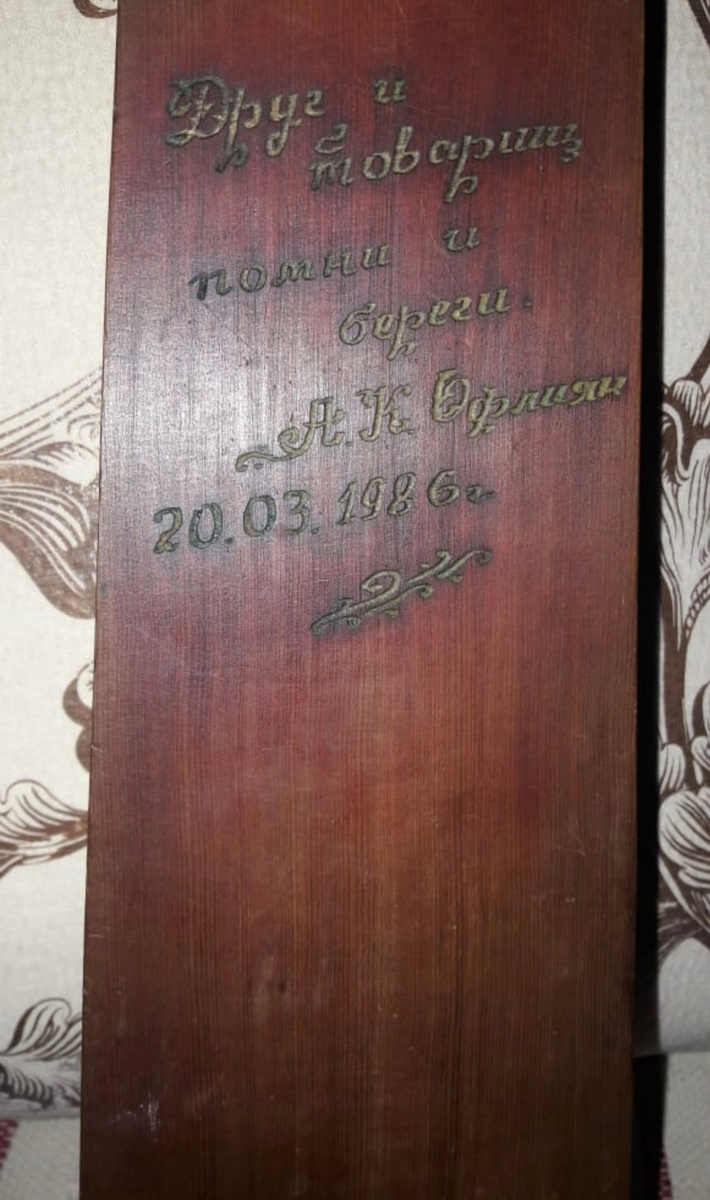 Друг и
товарищ
помни и
береги.
А. К. Офлиян
20.03.1986г.